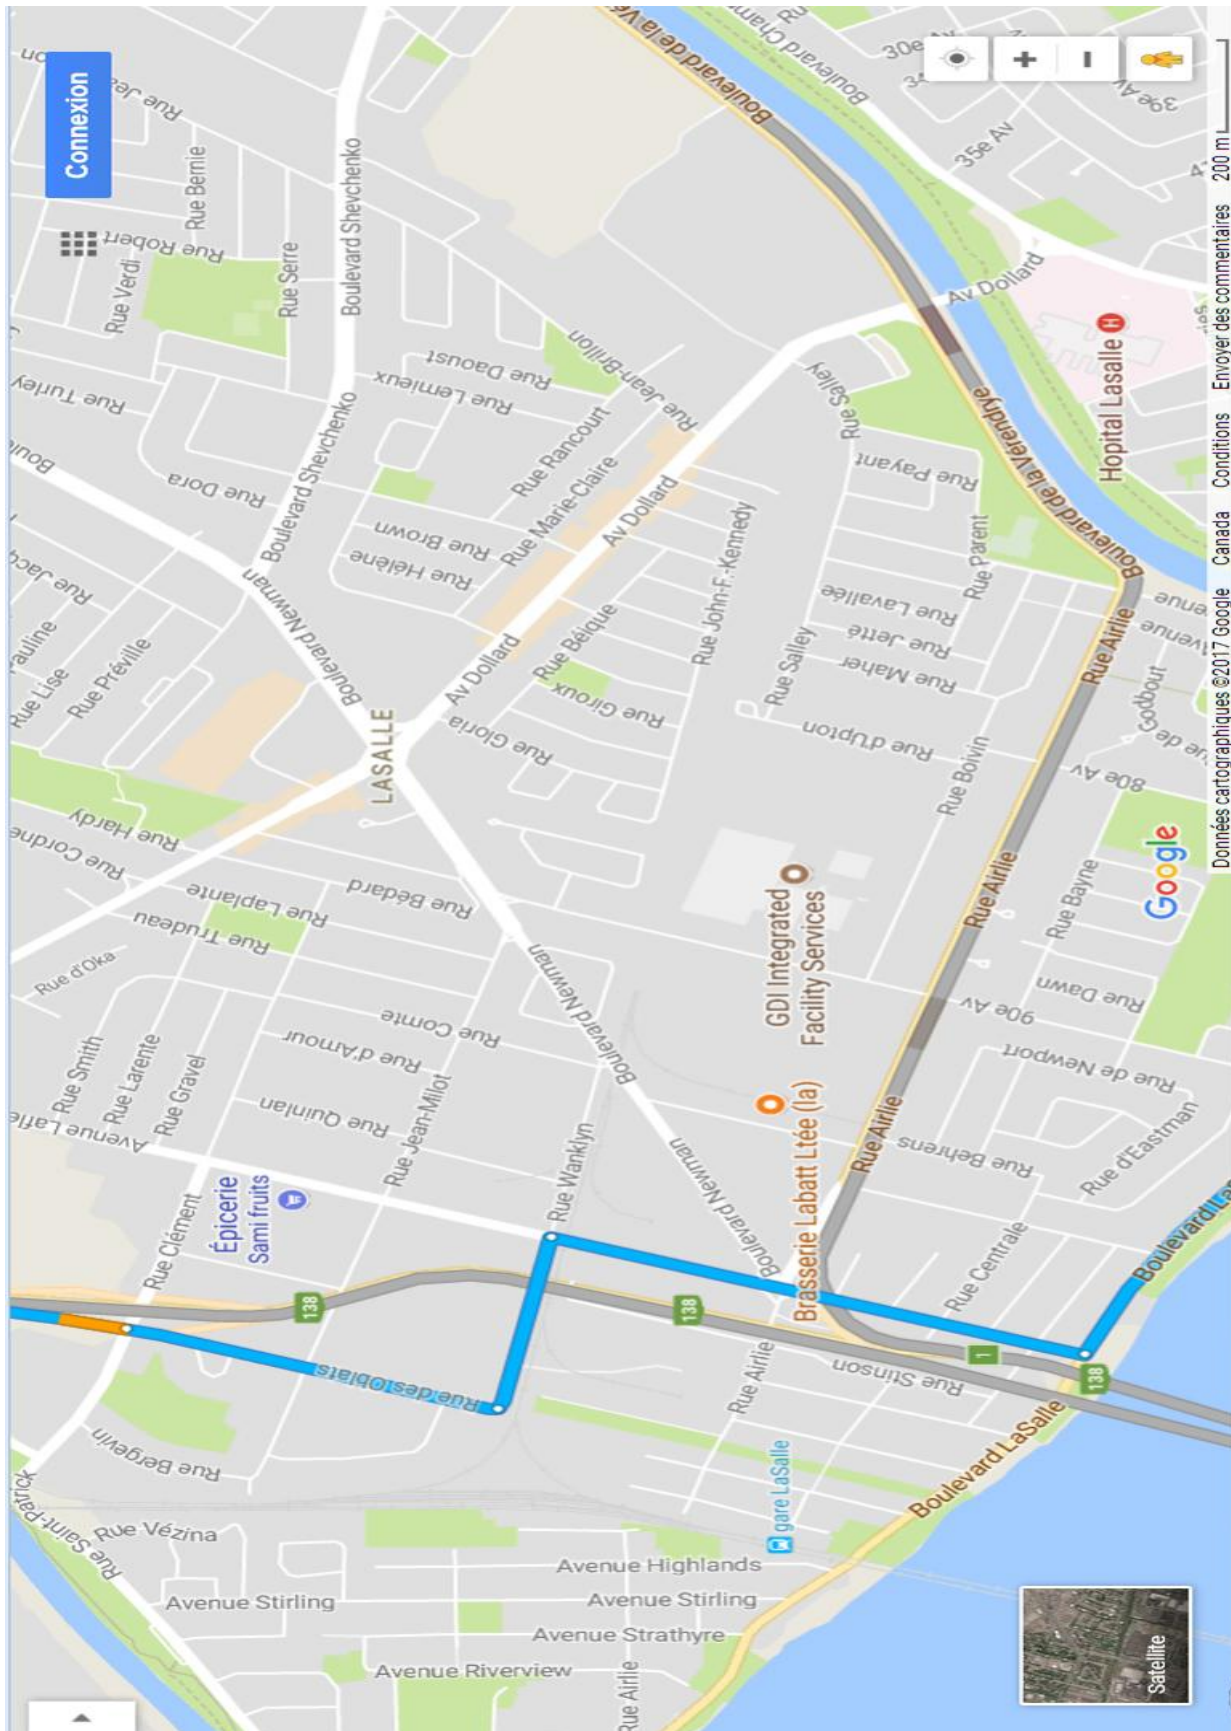 Connexion
Rue Jean
Rue Bernie
Rue Robert
Rue Verdi
Rue Serre
Boulevard Shevchenko
Rue Turley
Rue Dora
Boulevard Shevchenko
Rue Daoust
Rue Lemieux
Rue Jean-Brillon
Rue Rancourt
Rue Marie-Claire
Rue Brown
Rue Hélène
Av Dollard
Av Dollard
Av Dollard
Boulevard Newman
LASALLE
Rue Lise
Rue Préville
Rue Hardy
Rue Laplante
Rue Bédard
Rue Trudeau
Rue d'Oka
Rue Gloria
Rue Giroux
Rue Béique
Rue John-F.-Kennedy
Rue Salley
Rue Salley
Rue Payant
Rue Parent
Rue Lavallée
Rue Jetté
Rue Maher
Rue d'Upton
Rue Boivin
Boulevard de la Vérendrye
Boulevard
Boulevard de la Vé
30e Av
35e Av
39e Av
Hopital Lasalle
H
Rue Airlie
Rue Airlie
Rue Airlie
Godbout
80e Av
Rue Bayne
Rue Dawn
90e Av
Rue de Newport
Rue d'Eastman
Rue Behrens
Rue Centrale
GDI Integrated
Facility Services
Brasserie Labatt Ltée (la)
Boulevard Newman
Boulevard Newman
Rue Smith
Rue Larente
Rue Gravel
Avenue Lafle
Rue Comte
Rue d'Amour
Rue Quinlan
Rue Jean-Milot
Rue Wanklyn
Rue Clément
Épicerie
Sami fruits
138
138
138
1
Rue des Oblats
Rue Bergevin
Rue Saint-Patrick
Rue Vézina
Rue Stinson
Rue Airlie
Boulevard LaSalle
gare LaSalle
Avenue Highlands
Avenue Stirling
Avenue Stirling
Avenue Strathyre
Avenue Riverview
Rue Airlie
Satellite
Google
Données cartographiques ©2017 Google Canada Conditions Envoyer des commentaires 200 m